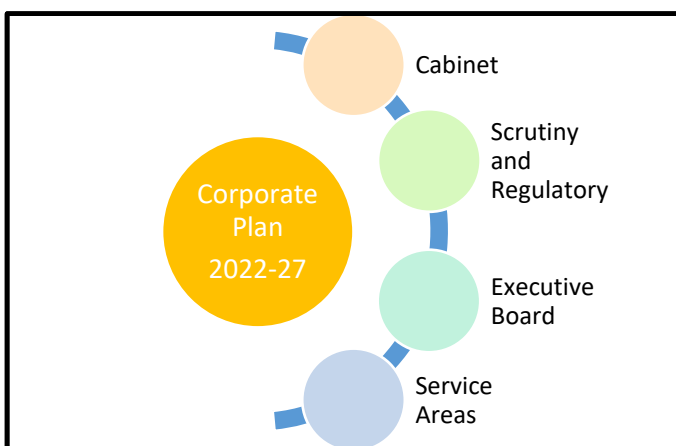 Corporate
Plan
2022-27
Cabinet
Scrutiny
and
Regulatory
Executive
Board
Service
Areas